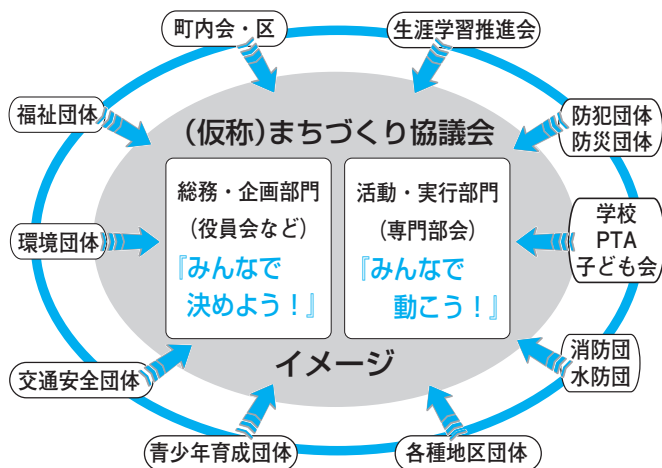 町内会・区
生涯学習推進会
福祉団体
防犯団体
防災団体
(仮称)まちづくり協議会
総務・企画部門
(役員会など)
『みんなで
決めよう！』
活動・実行部門
(専門部会)
『みんなで
動こう！』
環境団体
学校
PTA
子ども会
イメージ
交通安全団体
消防団
水防団
青少年育成団体
各種地区団体